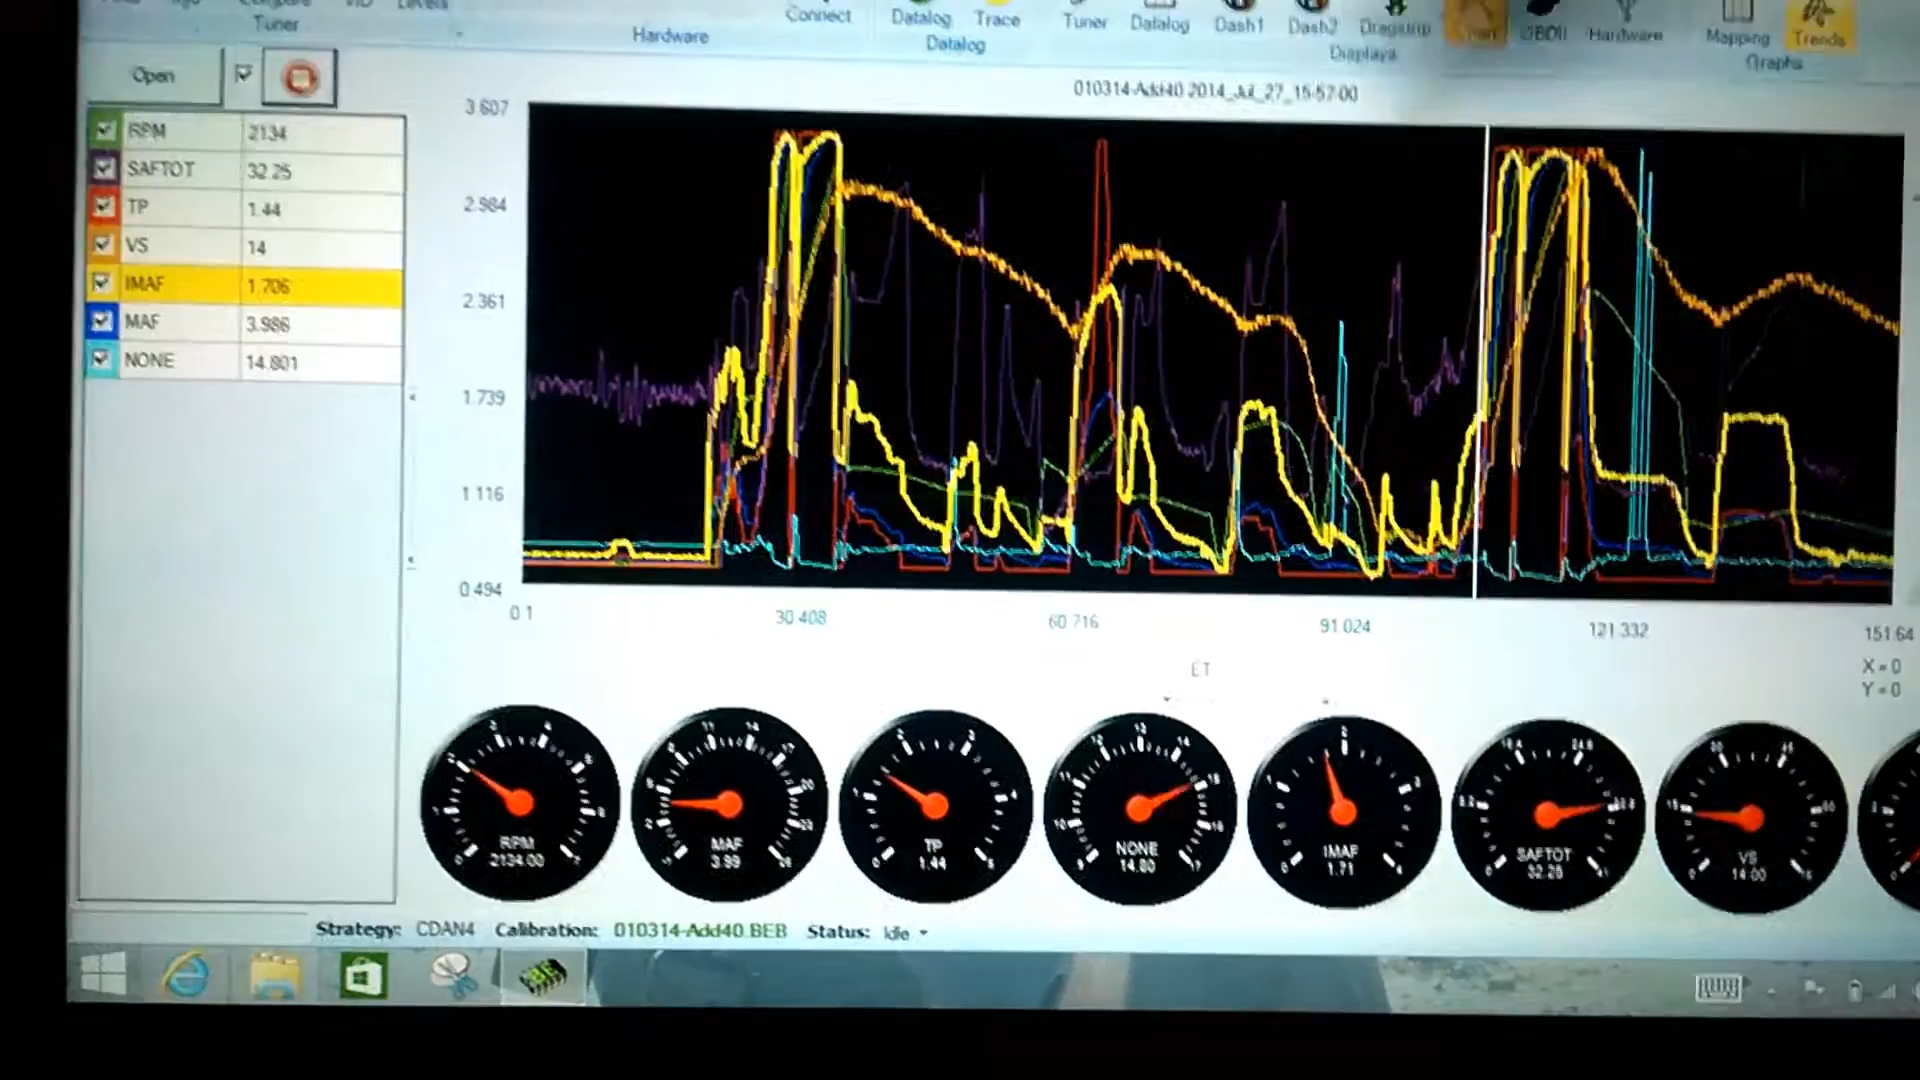 Tuner
Levels
Hardware
Connect
Datalog
Trace
Datalog
Tuner
Datalog
Dash1
Dash2
Dragstrip
Displays
OBDII
Hardware
Mapping
Trends
Graphs
Open
010314-Add40 2014_Jul_27_15-57-00
RPM 2134
SAFTOT 32.25
TP 1.44
VS 14
IMAF 1.706
MAF 3.986
NONE 14.801
3.607
2.984
2.361
1.739
1.116
0.494
0.1 30.408 60.716 91.024 121.332 151.64
ET
X=0
Y=0
RPM
2134.00
MAF
3.99
TP
1.44
NONE
14.80
IMAF
1.71
SAFTOT
32.25
VS
14.00
Strategy: CDAN4 Calibration: 010314-Add40.BEB Status: Idle